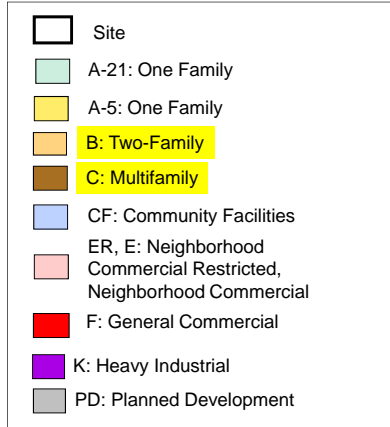 Site
A-21: One Family
A-5: One Family
B: Two-Family
C: Multifamily
CF: Community Facilities
ER, E: Neighborhood
Commercial Restricted,
Neighborhood Commercial
F: General Commercial
K: Heavy Industrial
PD: Planned Development